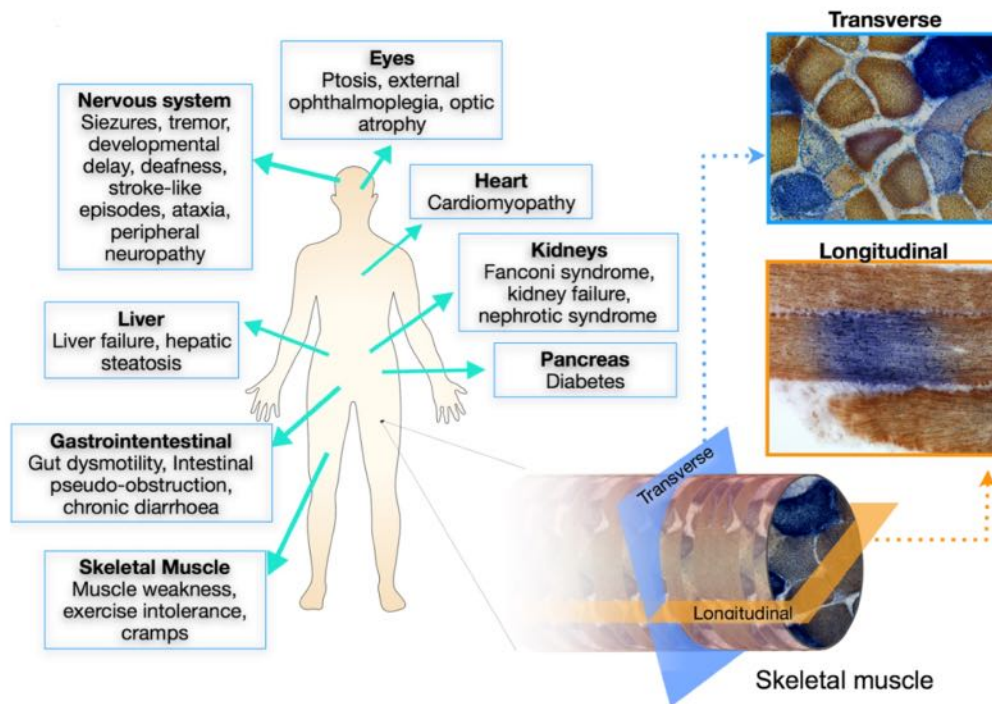 Eyes
Ptosis, external
ophthalmoplegia, optic
atrophy
Nervous system
Siezures, tremor,
developmental
delay, deafness,
stroke-like
episodes, ataxia,
peripheral
neuropathy
Heart
Cardiomyopathy
Kidneys
Fanconi syndrome,
kidney failure,
nephrotic syndrome
Liver
Liver failure, hepatic
steatosis
Pancreas
Diabetes
Gastrointentestinal
Gut dysmotility, Intestinal
pseudo-obstruction,
chronic diarrhoea
Skeletal Muscle
Muscle weakness,
exercise intolerance,
cramps
Transverse
Longitudinal
Transverse
Longitudinal
Skeletal muscle